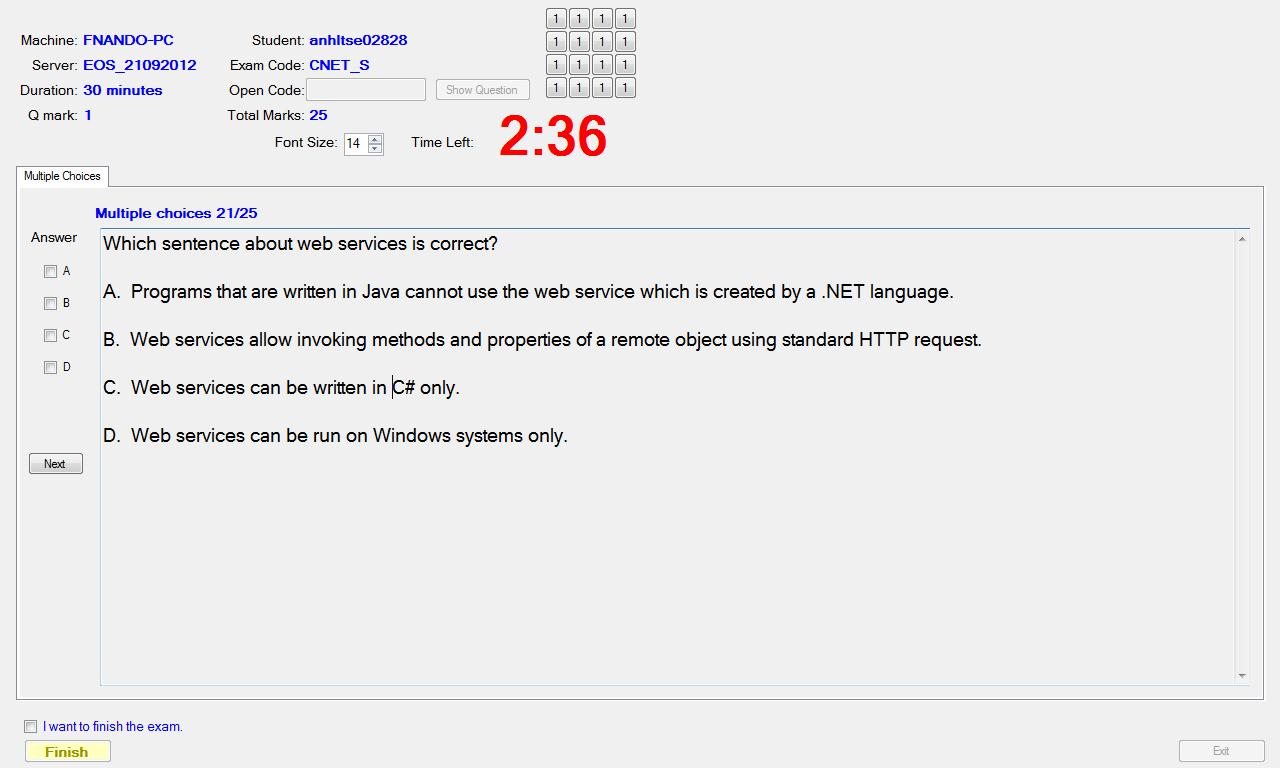 Machine: FNANDO-PC Student: anhltse02828
Server: EOS_21092012 Exam Code: CNET_S
Duration: 30 minutes Open Code: Show Question
Q mark: 1 Total Marks: 25
1 1 1 1
1 1 1 1
1 1 1 1
1 1 1 1
Font Size: 14 Time Left: 2:36
Multiple Choices
Multiple choices 21/25
Answer
A
B
C
D
Next
Which sentence about web services is correct?
A. Programs that are written in Java cannot use the web service which is created by a .NET language.
B. Web services allow invoking methods and properties of a remote object using standard HTTP request.
C. Web services can be written in C# only.
D. Web services can be run on Windows systems only.
I want to finish the exam.
Finish Exit